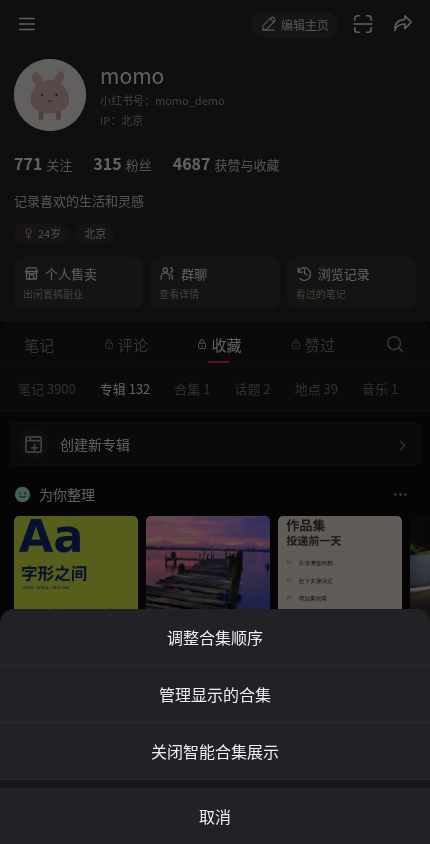 编辑主页
momo
小红书号：momo_demo
IP：北京
771 关注 315 粉丝 4687 获赞与收藏
记录喜欢的生活和灵感
♀ 24岁 北京
个人售卖 群聊 浏览记录
出闲置搞副业 查看详情 看过的笔记
笔记 评论 收藏 赞过
笔记 3900 专辑 132 合集 1 话题 2 地点 39 音乐 1
创建新专辑
为你整理
Aa
字形之间
作品集
投递前一天
调整合集顺序
管理显示的合集
关闭智能合集展示
取消